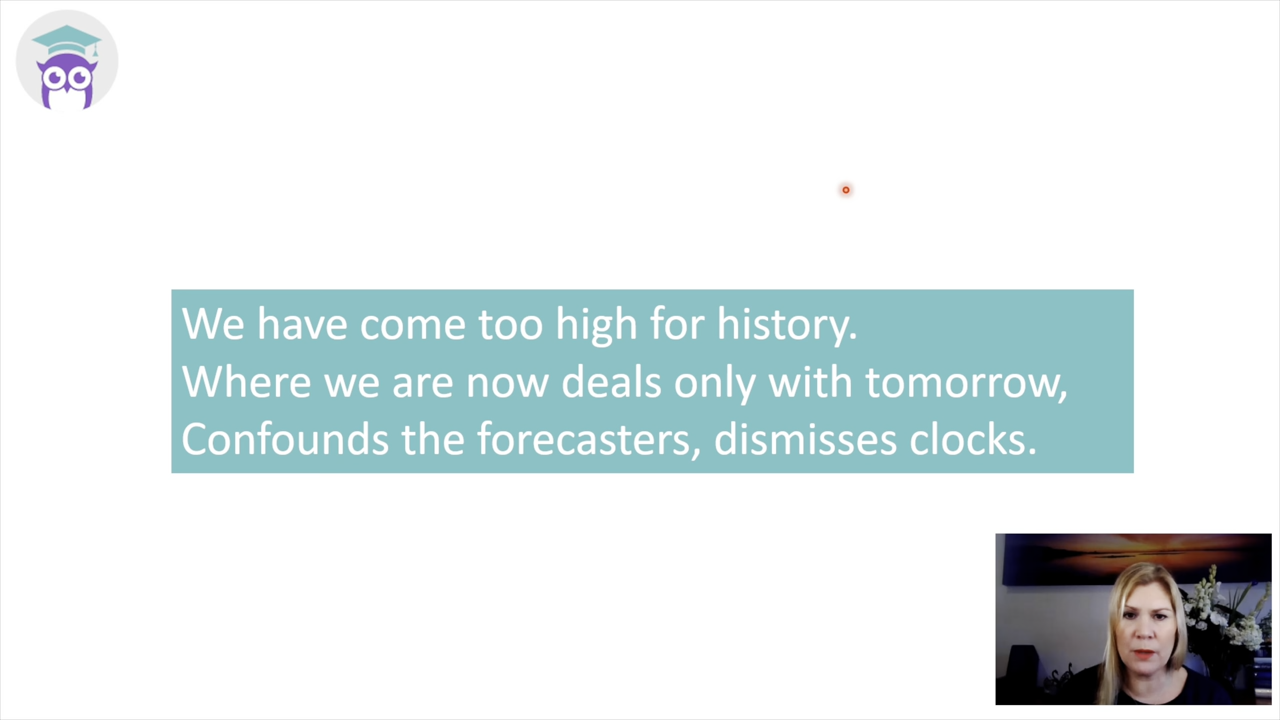 We have come too high for history.
Where we are now deals only with tomorrow,
Confounds the forecasters, dismisses clocks.